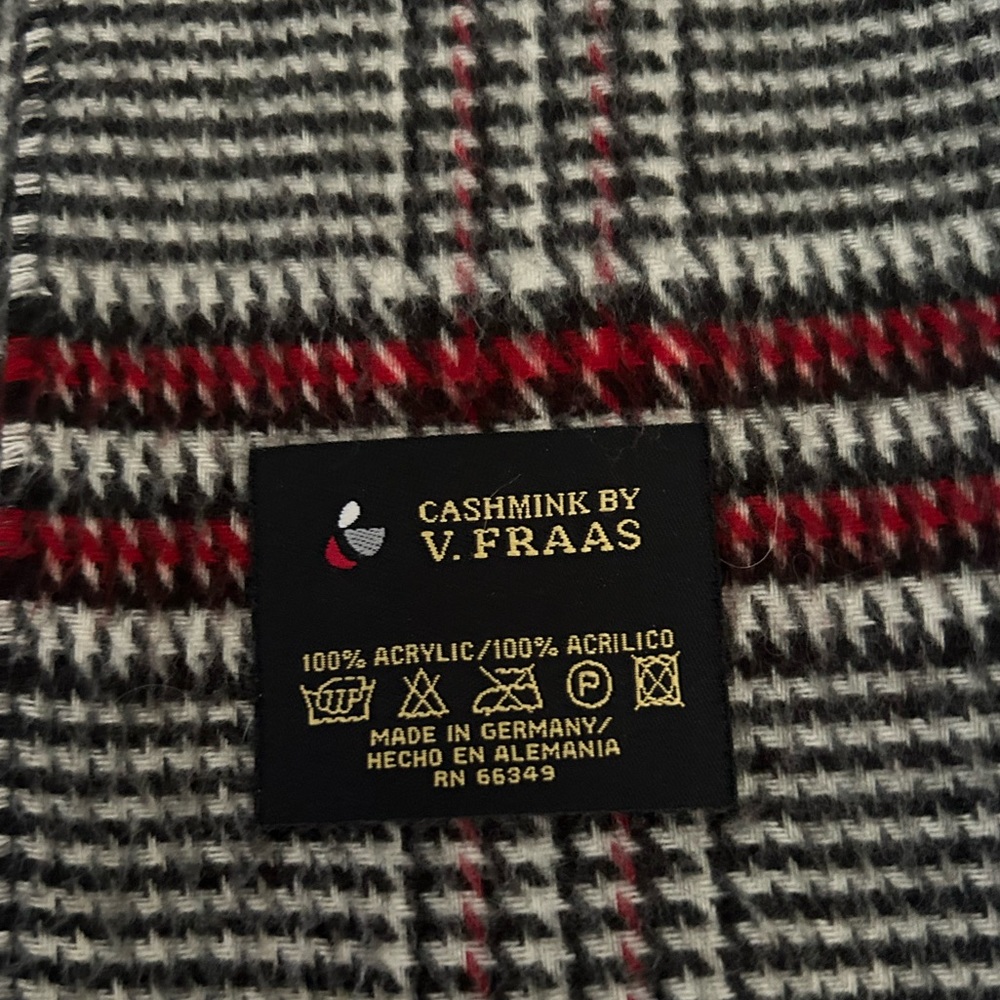 CASHMINK BY
V. FRAAS
100% ACRYLIC/100% ACRILICO
P
MADE IN GERMANY/
HECHO EN ALEMANIA
RN 66349